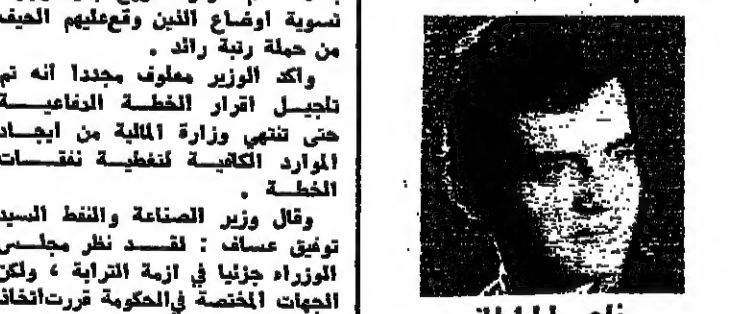 تسوية اوضاع الذين وقع عليهم الحيف
من حملة رتبة رائد .
واكد الوزير معلوف مجددا انه تم
تاجيل اقرار الخطة الدفاعية
حتى تنتهي وزارة المالية من ايجاد
الموارد الكافية لتغطية نفقات
الخطة .
وقال وزير الصناعة والنفط السيد
توفيق عساف : لقد نظر مجلس
الوزراء جزئيا في ازمة الترابة ، ولكن
الجهات المختصة في الحكومة قررت اتخاذ